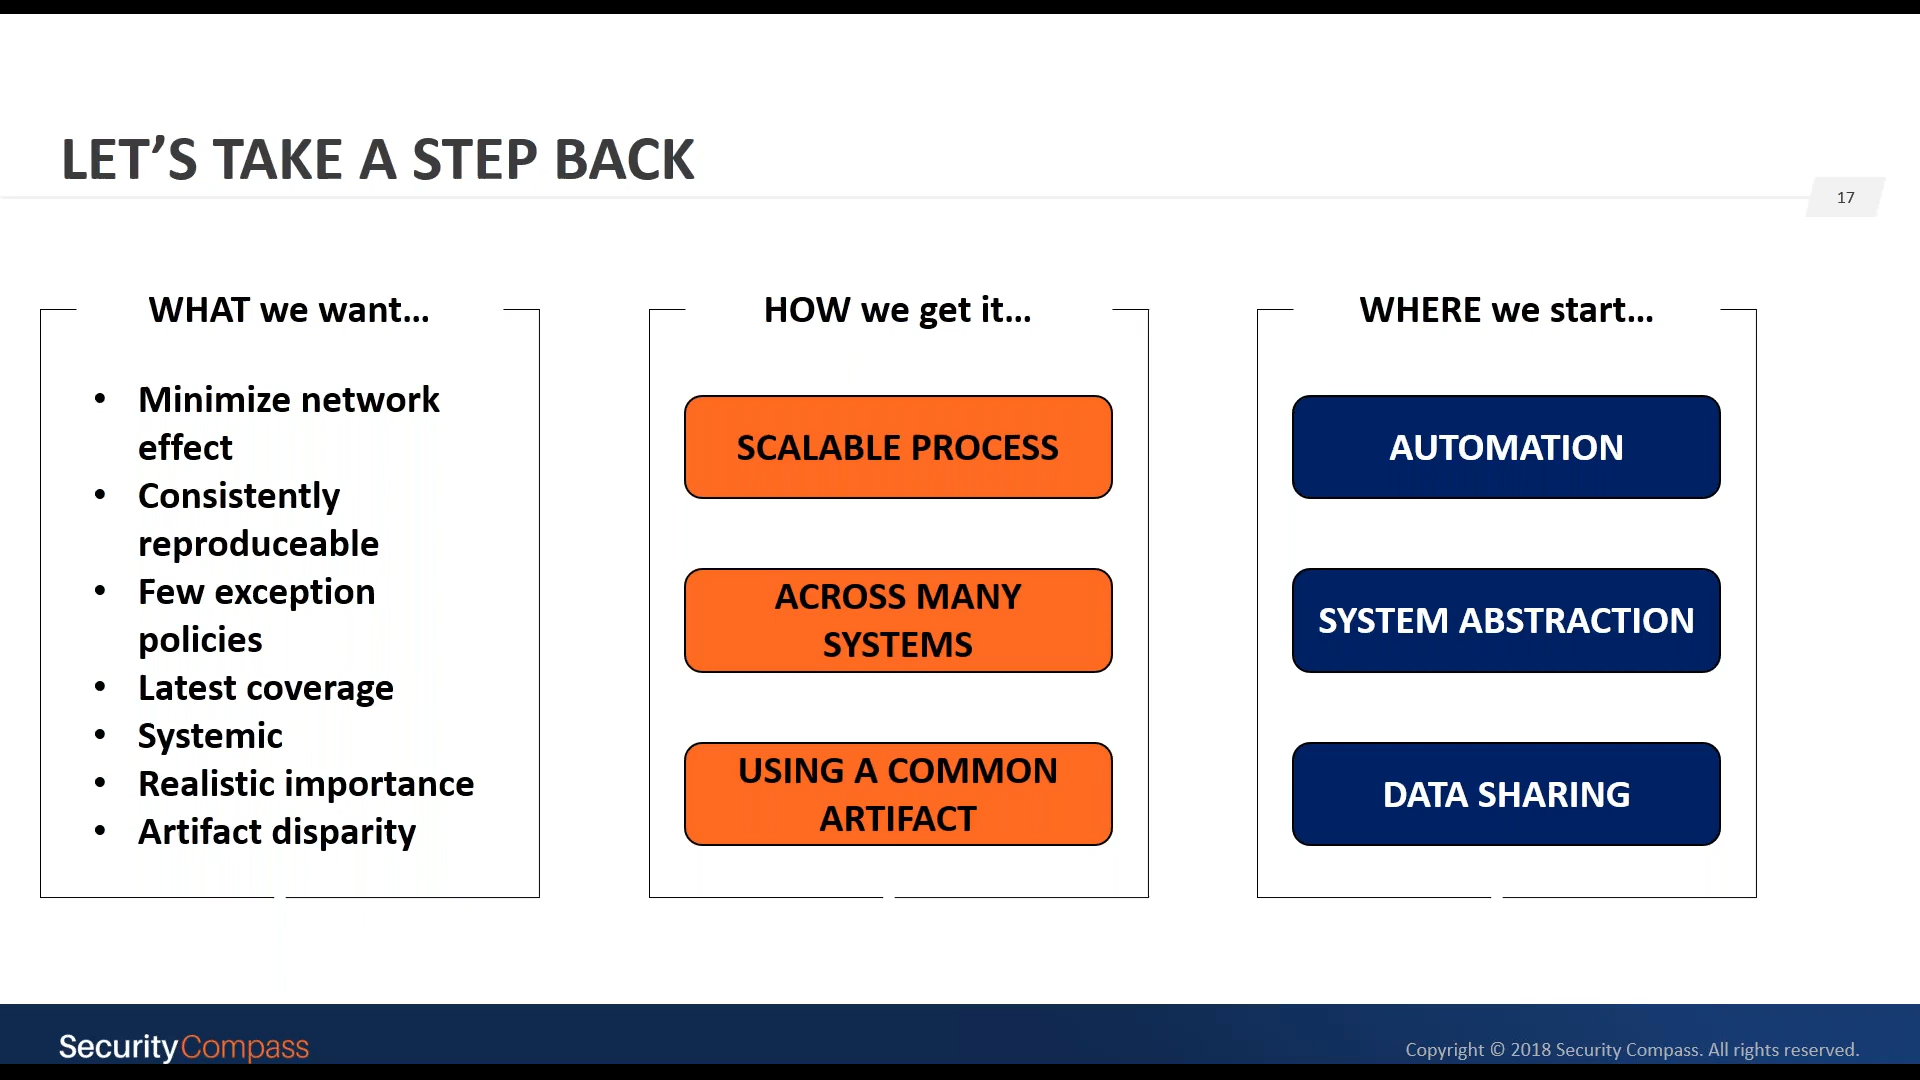 LET’S TAKE A STEP BACK
17
WHAT we want...
• Minimize network
effect
• Consistently
reproduceable
• Few exception
policies
• Latest coverage
• Systemic
• Realistic importance
• Artifact disparity
HOW we get it...
SCALABLE PROCESS
ACROSS MANY
SYSTEMS
USING A COMMON
ARTIFACT
WHERE we start...
AUTOMATION
SYSTEM ABSTRACTION
DATA SHARING
SecurityCompass
Copyright © 2018 Security Compass. All rights reserved.